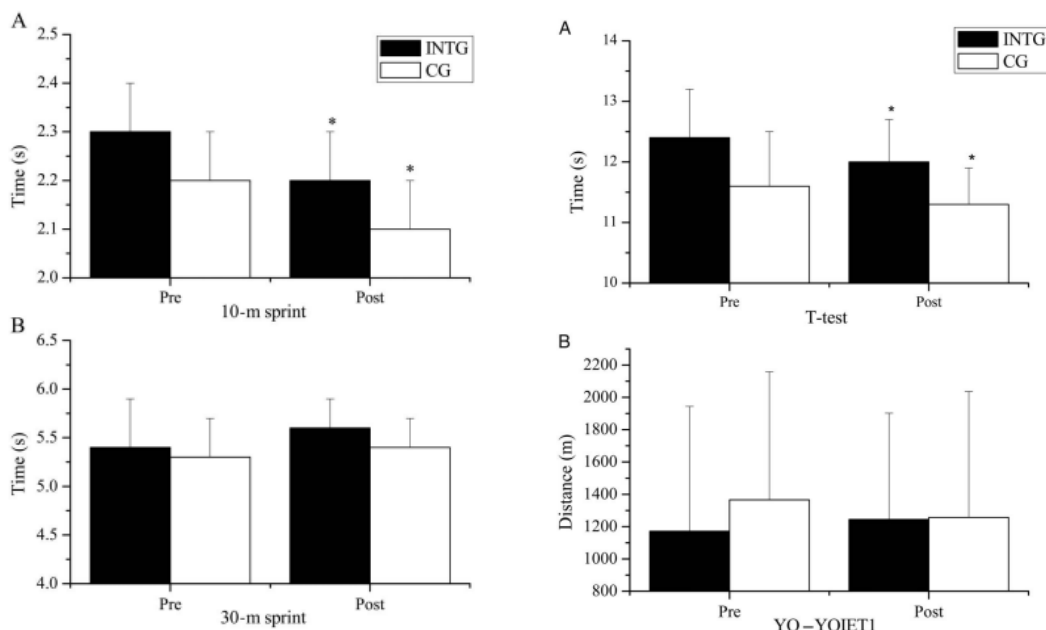 A
2.5
2.4
2.3
2.2
2.1
2.0
Time (s)
INTG
CG
*
*
Pre
Post
10-m sprint
B
6.5
6.0
5.5
5.0
4.5
4.0
Time (s)
Pre
Post
30-m sprint
A
14
13
12
11
10
Time (s)
INTG
CG
*
*
Pre
Post
T-test
B
2200
2000
1800
1600
1400
1200
1000
800
Distance (m)
Pre
Post
YO-YOIET1